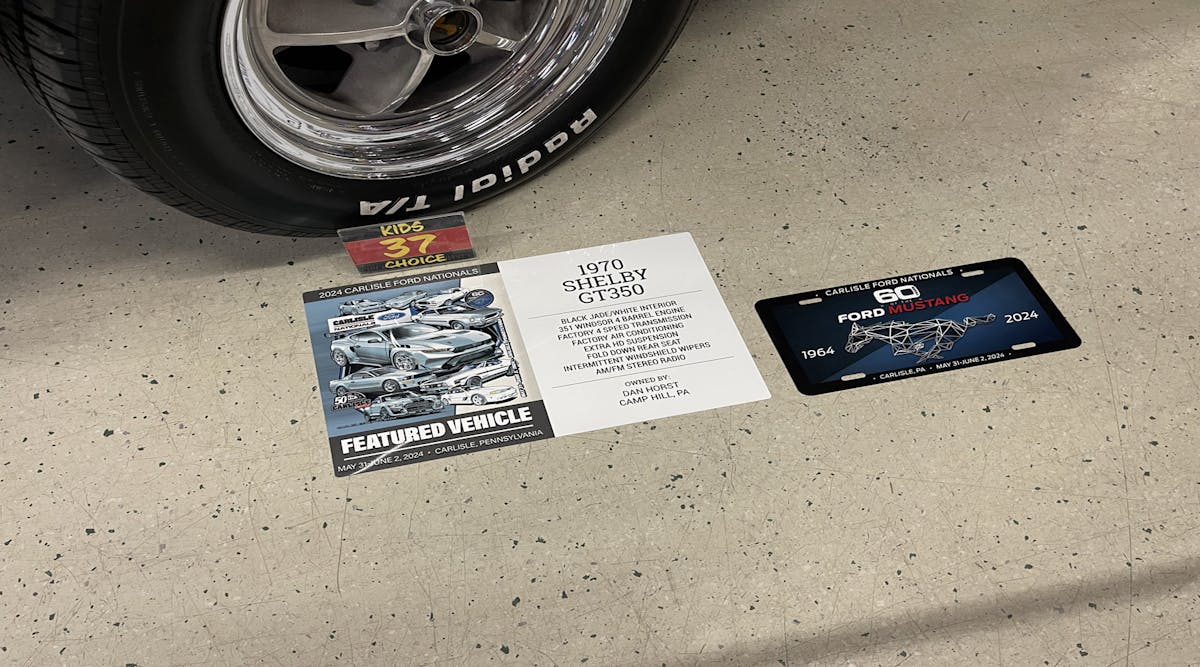 Radial T/A
KIDS
37
CHOICE
2024 CARLISLE FORD NATIONALS
CARLISLE
NATIONALS
FEATURED VEHICLE
MAY 31-JUNE 2, 2024 • CARLISLE, PENNSYLVANIA
1970
SHELBY
GT350
BLACK JADE/WHITE INTERIOR
351 WINDSOR 4 BARREL ENGINE
FACTORY 4 SPEED TRANSMISSION
FACTORY AIR CONDITIONING
EXTRA HD SUSPENSION
FOLD DOWN REAR SEAT
INTERMITTENT WINDSHIELD WIPERS
AM/FM STEREO RADIO
OWNED BY:
DAN HORST
CAMP HILL, PA
CARLISLE FORD NATIONALS
60
FORD MUSTANG
1964
2024
• CARLISLE, PA • MAY 31-JUNE 2, 2024 •